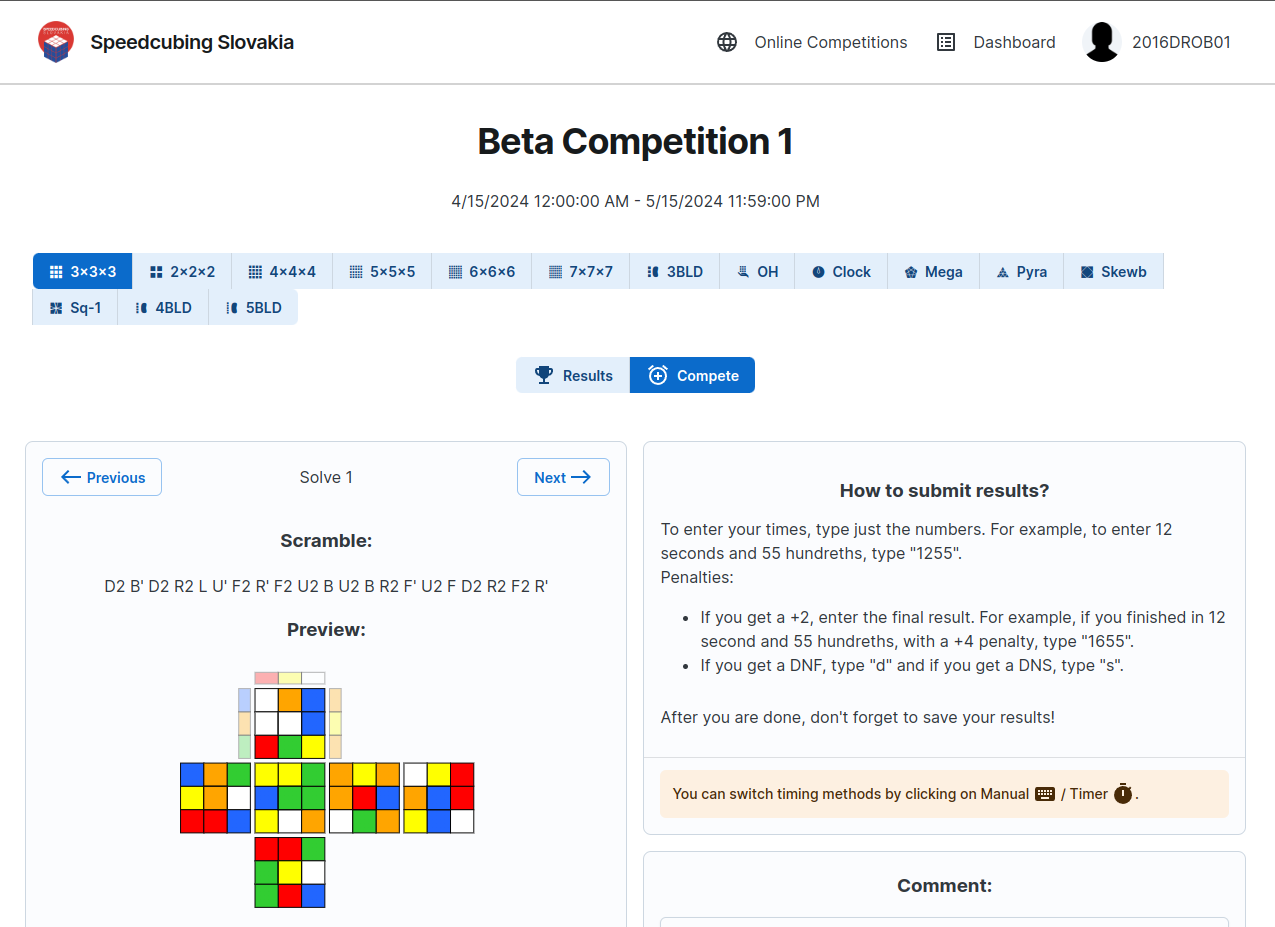 Speedcubing Slovakia
Online Competitions
Dashboard
2016DROB01
Beta Competition 1
4/15/2024 12:00:00 AM - 5/15/2024 11:59:00 PM
3×3×3
2×2×2
4×4×4
5×5×5
6×6×6
7×7×7
3BLD
OH
Clock
Mega
Pyra
Skewb
Sq-1
4BLD
5BLD
Results
Compete
Previous
Solve 1
Next
Scramble:
D2 B' D2 R2 L U' F2 R' F2 U2 B U2 B R2 F' U2 F D2 R2 F2 R'
Preview:
How to submit results?
To enter your times, type just the numbers. For example, to enter 12
seconds and 55 hundreths, type "1255".
Penalties:
If you get a +2, enter the final result. For example, if you finished in 12
second and 55 hundreths, with a +4 penalty, type "1655".
If you get a DNF, type "d" and if you get a DNS, type "s".
After you are done, don't forget to save your results!
You can switch timing methods by clicking on Manual / Timer .
Comment: